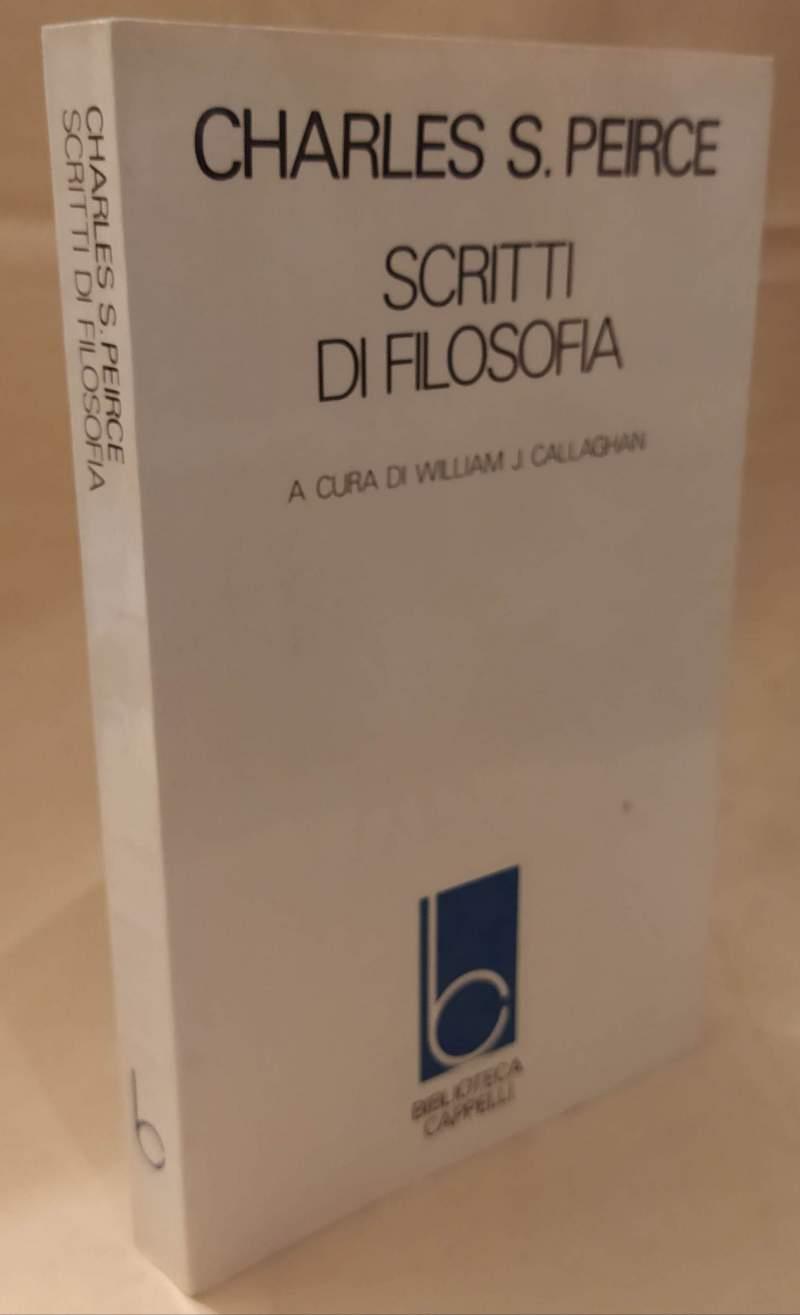 CHARLES S. PEIRCE
SCRITTI
DI FILOSOFIA
A CURA DI WILLIAM J. CALLAGHAN
b
BIBLIOTECA
CAPPELLI
CHARLES S. PEIRCE
SCRITTI DI FILOSOFIA
b